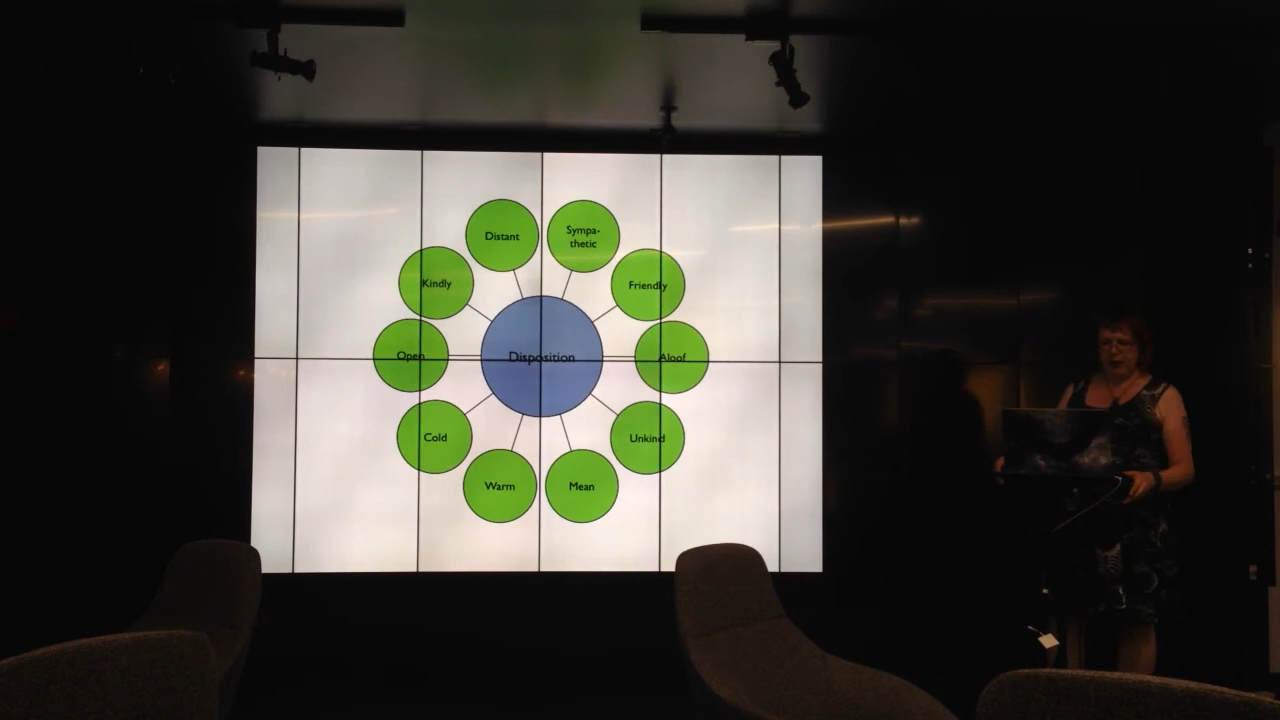 Distant
Sympa-
thetic
Kindly
Friendly
Open
Disposition
Aloof
Cold
Unkind
Warm
Mean